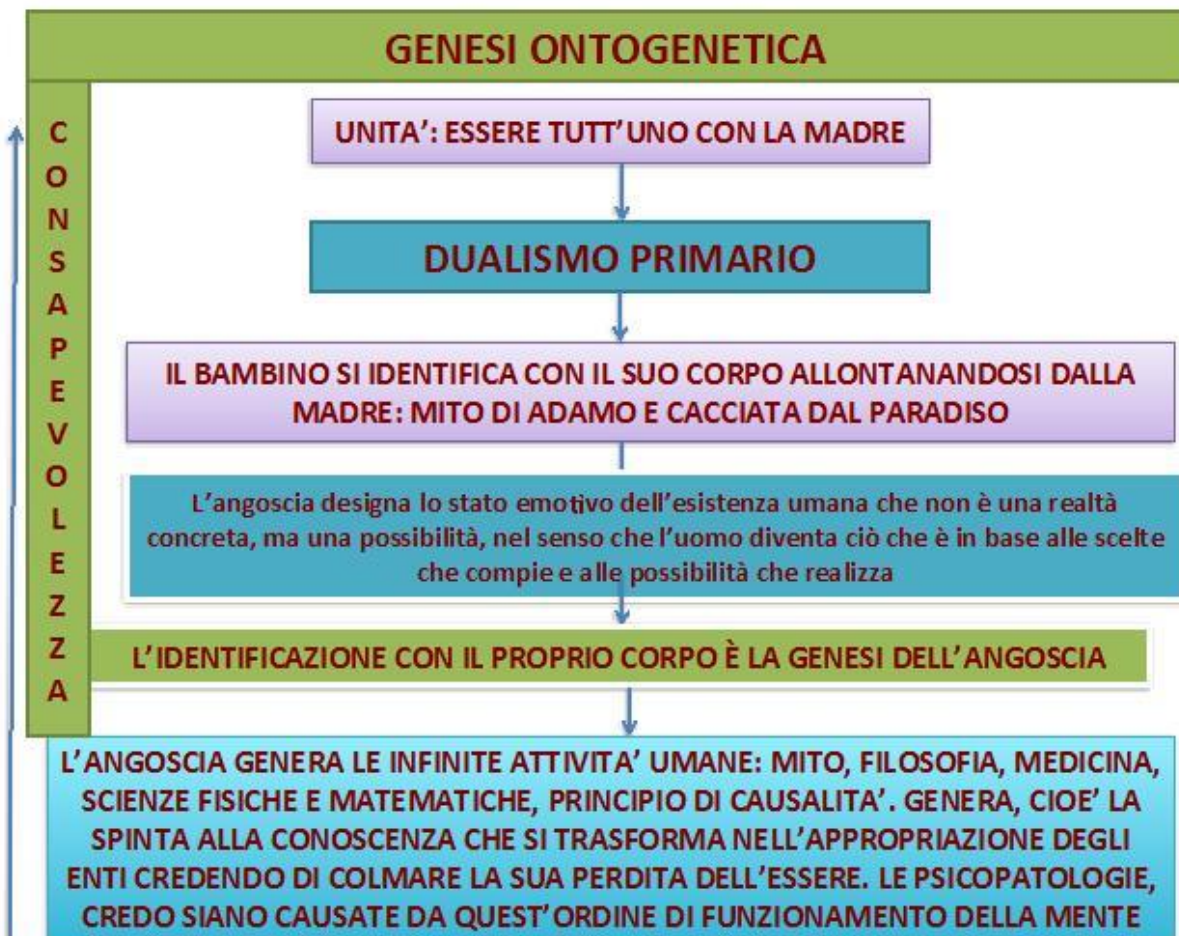 GENESI ONTOGENETICA
CONSAPEVOLEZZA
UNITA’: ESSERE TUTT’UNO CON LA MADRE
DUALISMO PRIMARIO
IL BAMBINO SI IDENTIFICA CON IL SUO CORPO ALLONTANANDOSI DALLA
MADRE: MITO DI ADAMO E CACCIATA DAL PARADISO
L’angoscia designa lo stato emotivo dell’esistenza umana che non è una realtà
concreta, ma una possibilità, nel senso che l’uomo diventa ciò che è in base alle scelte
che compie e alle possibilità che realizza
L’IDENTIFICAZIONE CON IL PROPRIO CORPO È LA GENESI DELL’ANGOSCIA
L’ANGOSCIA GENERA LE INFINITE ATTIVITA’ UMANE: MITO, FILOSOFIA, MEDICINA,
SCIENZE FISICHE E MATEMATICHE, PRINCIPIO DI CAUSALITA’. GENERA, CIOE’ LA
SPINTA ALLA CONOSCENZA CHE SI TRASFORMA NELL’APPROPRIAZIONE DEGLI
ENTI CREDENDO DI COLMARE LA SUA PERDITA DELL’ESSERE. LE PSICOPATOLOGIE,
CREDO SIANO CAUSATE DA QUEST’ORDINE DI FUNZIONAMENTO DELLA MENTE